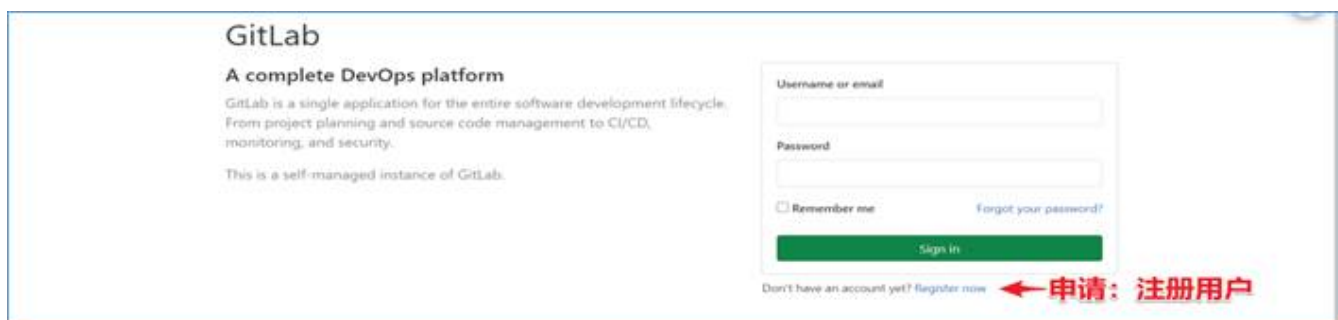 GitLab
A complete DevOps platform
GitLab is a single application for the entire software development lifecycle.
From project planning and source code management to CI/CD,
monitoring, and security.
This is a self-managed instance of GitLab.
Username or email
Password
Remember me
Forgot your password?
Sign in
Don't have an account yet? Register now
申请：注册用户